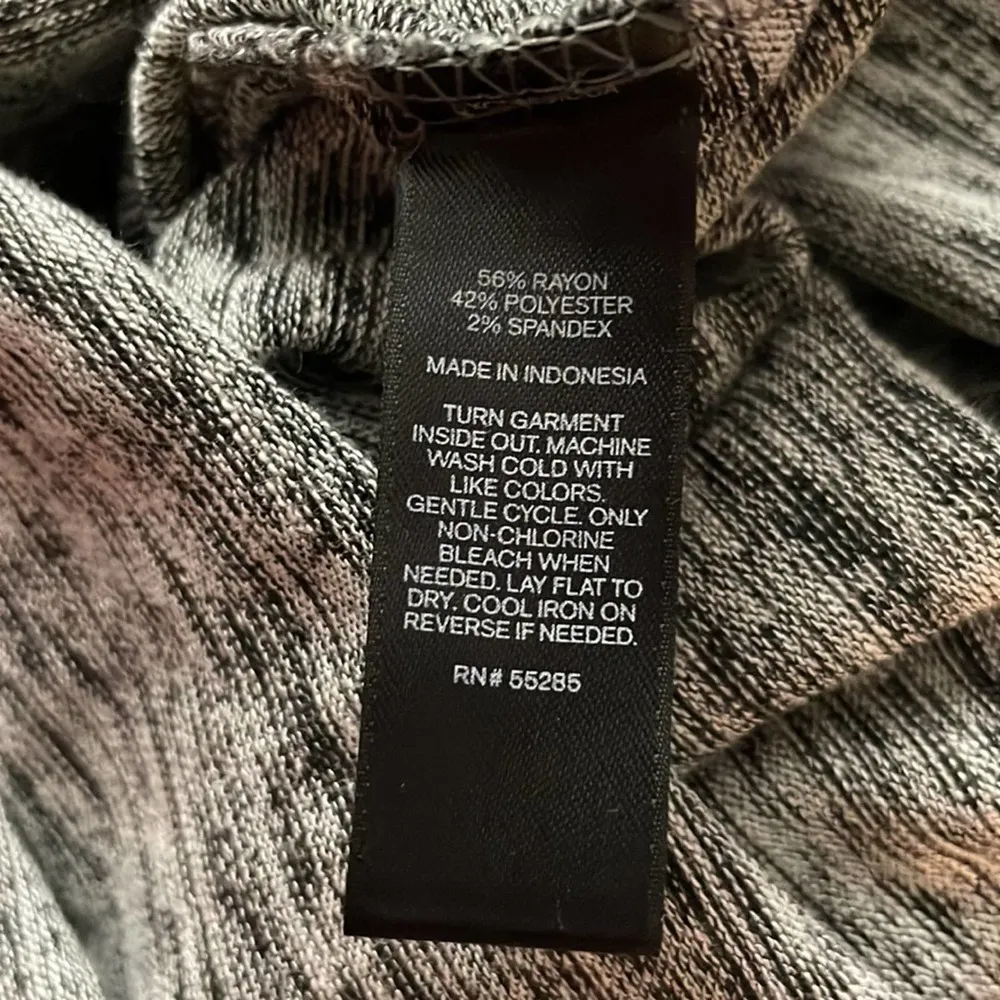 56% RAYON
42% POLYESTER
2% SPANDEX
MADE IN INDONESIA
TURN GARMENT
INSIDE OUT. MACHINE
WASH COLD WITH
LIKE COLORS.
GENTLE CYCLE. ONLY
NON-CHLORINE
BLEACH WHEN
NEEDED. LAY FLAT TO
DRY. COOL IRON ON
REVERSE IF NEEDED.
RN# 55285